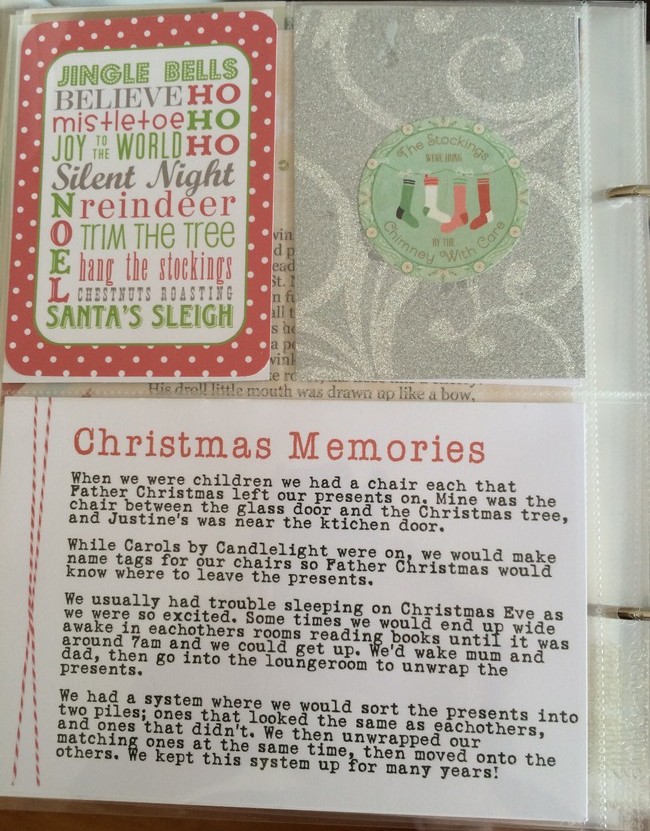 JINGLE BELLS
BELIEVE HO
mistletoe HO
JOY TO THE WORLD HO
Silent Night
NOEL
reindeer
TRIM THE TREE
hang the stockings
CHESTNUTS ROASTING
SANTA'S SLEIGH
The Stockings
WERE HUNG
BY THE
Chimney With Care
His droll little mouth was drawn up like a bow,
Christmas Memories
When we were children we had a chair each that
Father Christmas left our presents on. Mine was the
chair between the glass door and the Christmas tree,
and Justine's was near the ktichen door.
While Carols by Candlelight were on, we would make
name tags for our chairs so Father Christmas would
know where to leave the presents.
We usually had trouble sleeping on Christmas Eve as
we were so excited. Some times we would end up wide
awake in eachothers rooms reading books until it was
around 7am and we could get up. We'd wake mum and
dad, then go into the loungeroom to unwrap the
presents.
We had a system where we would sort the presents into
two piles; ones that looked the same as eachothers,
and ones that didn't. We then unwrapped our
matching ones at the same time, then moved onto the
others. We kept this system up for many years!